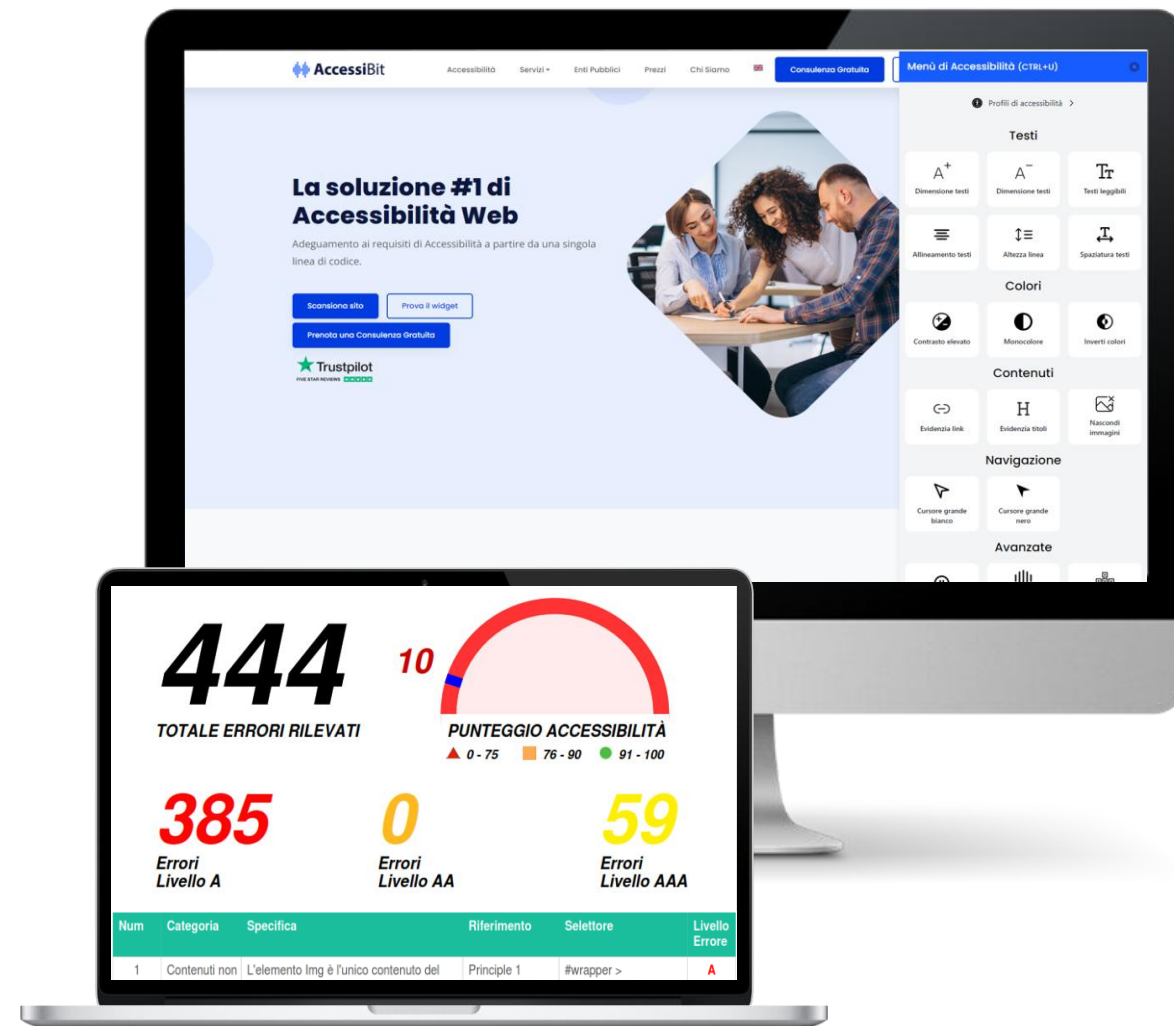 AccessiBit
Accessibilità Servizi Enti Pubblici Prezzi Chi Siamo Consulenza Gratuita
La soluzione #1 di
Accessibilità Web
Adeguamento ai requisiti di Accessibilità a partire da una singola
linea di codice.
Scansiona sito Prova il widget
Prenota una Consulenza Gratuita
Trustpilot
FIVE STAR REVIEWS
Menù di Accessibilità (CTRL+U)
Profili di accessibilità >
Testi
A+ A- Tт
Dimensione testi Dimensione testi Testi leggibili
T
Allineamento testi Altezza linea Spaziatura testi
Colori
Contrasto elevato Monocolore Inverti colori
Contenuti
H
Evidenzia link Evidenzia titoli Nascondi
immagini
Navigazione
Cursore grande Cursore grande
bianco nero
Avanzate
444
TOTALE ERRORI RILEVATI
10
PUNTEGGIO ACCESSIBILITÀ
0 - 75 76 - 90 91 - 100
385 0 59
Errori Errori Errori
Livello A Livello AA Livello AAA
Num Categoria Specifica Riferimento Selettore Livello
Errore
1 Contenuti non L'elemento Img è l'unico contenuto del Principle 1 #wrapper > A